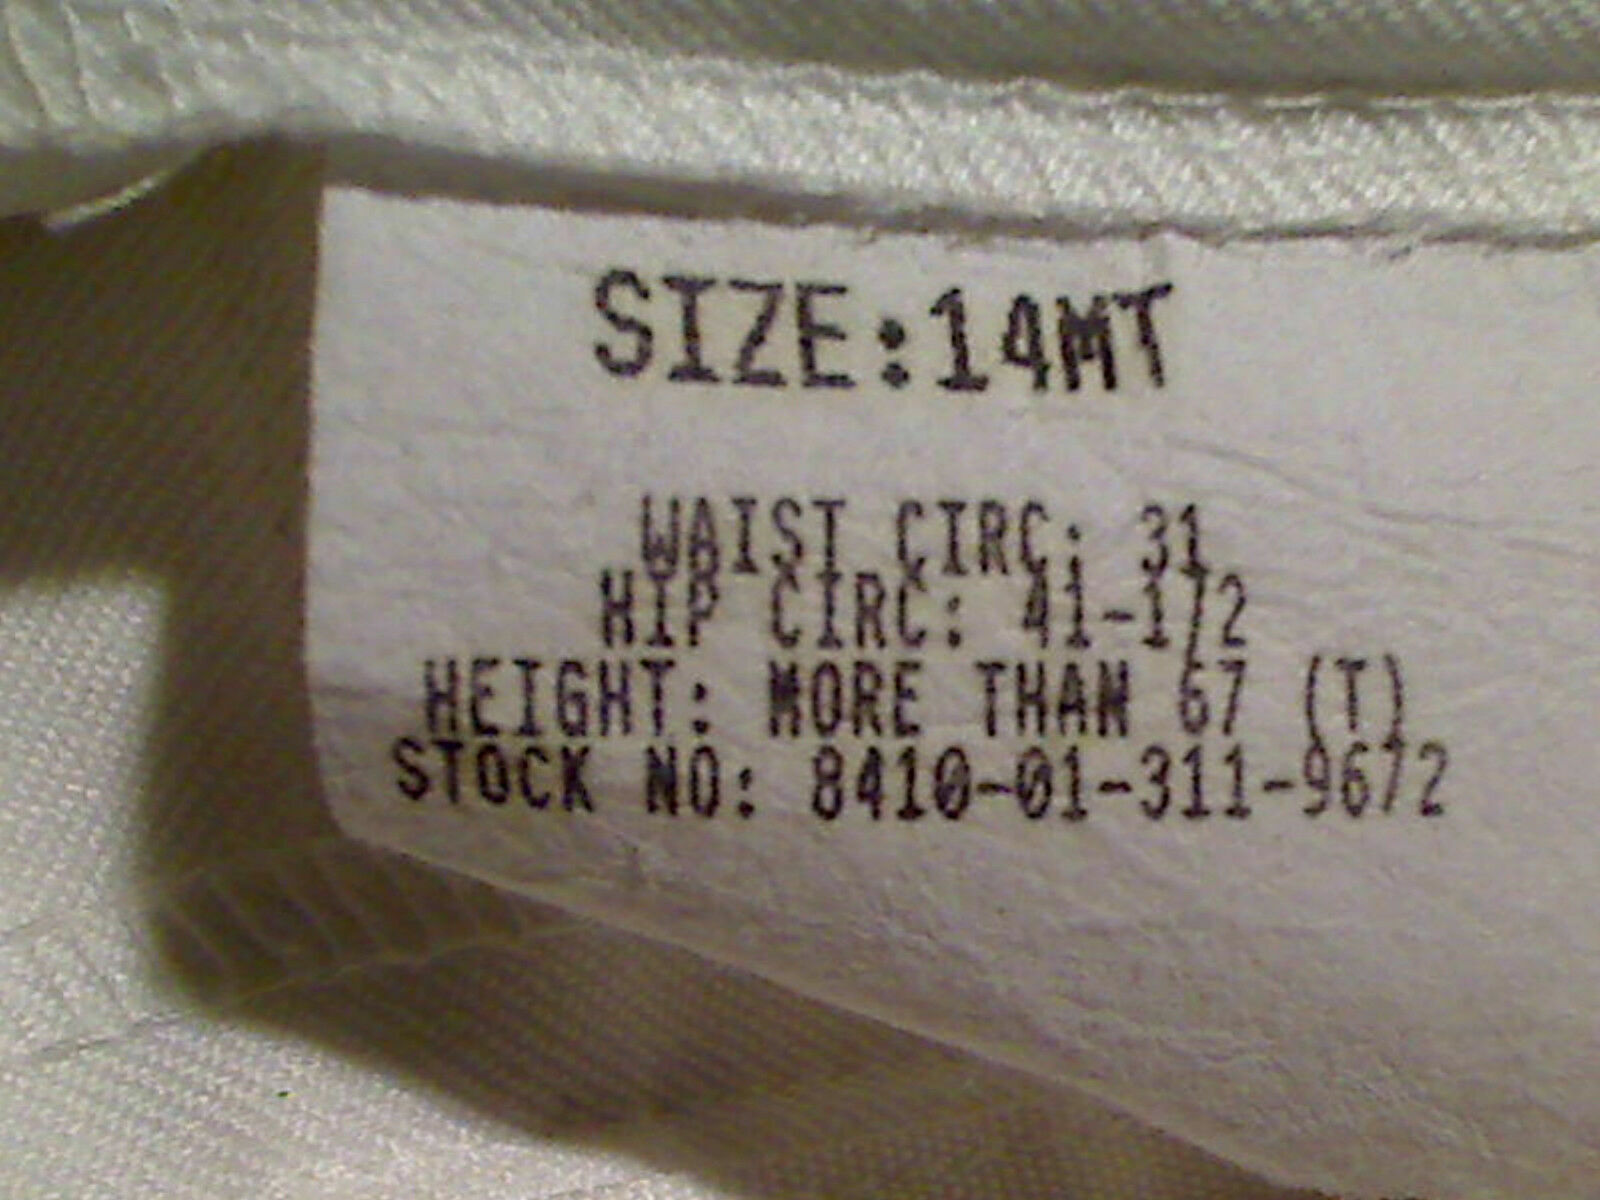 SIZE:14MT
WAIST CIRC: 31
HIP CIRC: 41-1/2
HEIGHT: MORE THAN 67 (T)
STOCK NO: 8410-01-311-9672